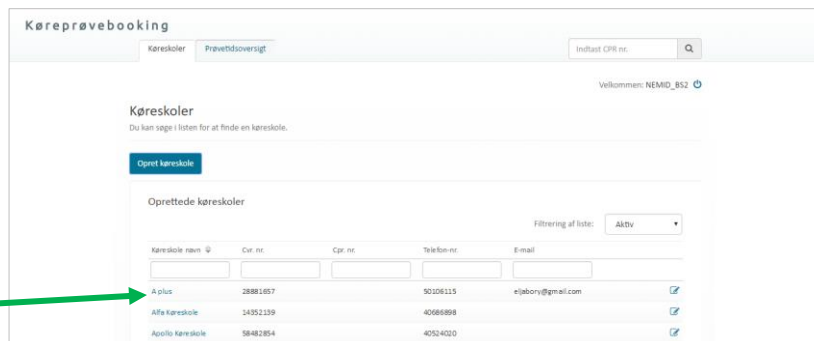 Køreprøvebooking
Køreskoler Prøvetidsoversigt Indtast CPR nr.
Velkommen: NEMID_BS2
Køreskoler
Du kan søge i listen for at finde en køreskole.
Opret køreskole
Oprettede køreskoler
Filtrering af liste: Aktiv
Køreskole navn Cvr. nr. Cpr. nr. Telefon-nr. E-mail
A plus 28881657 50106115 eljabory@gmail.com
Alfa Køreskole 14352139 40686898
Apollo Køreskole 58482854 40524020